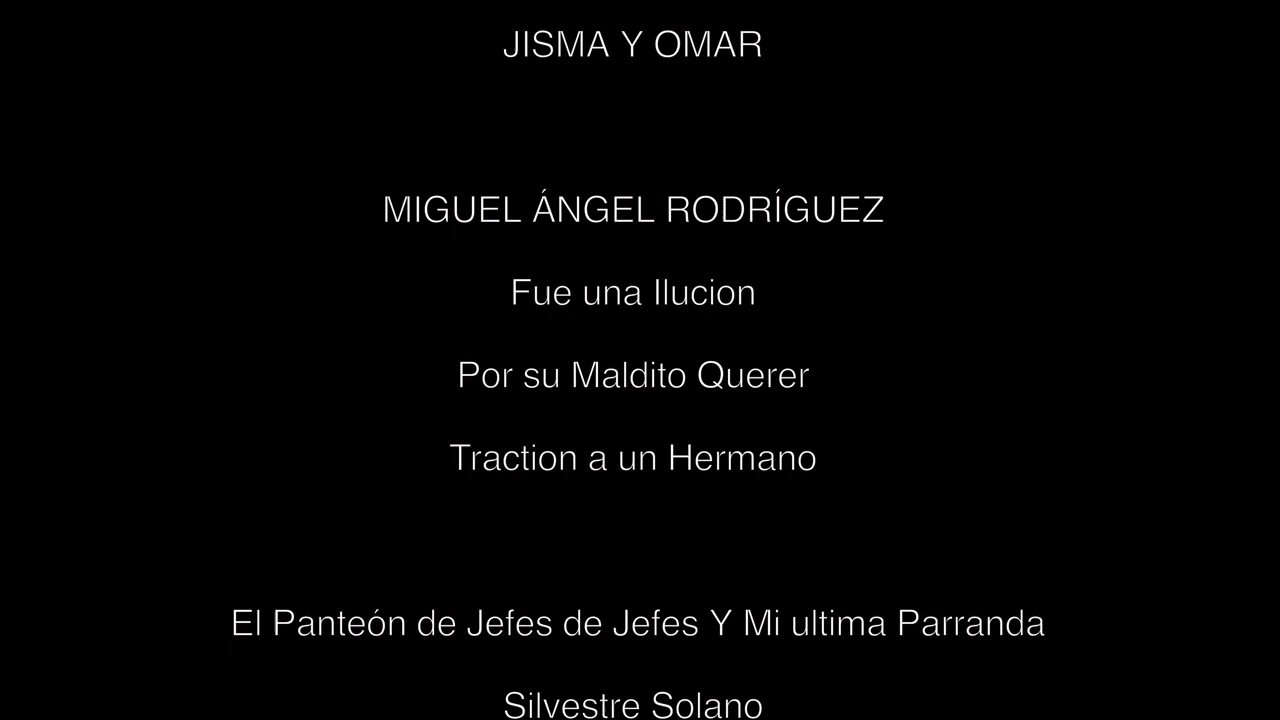 JISMA Y OMAR
MIGUEL ÁNGEL RODRÍGUEZ
Fue una Ilucion
Por su Maldito Querer
Traction a un Hermano
El Panteón de Jefes de Jefes Y Mi ultima Parranda
Silvestre Solano